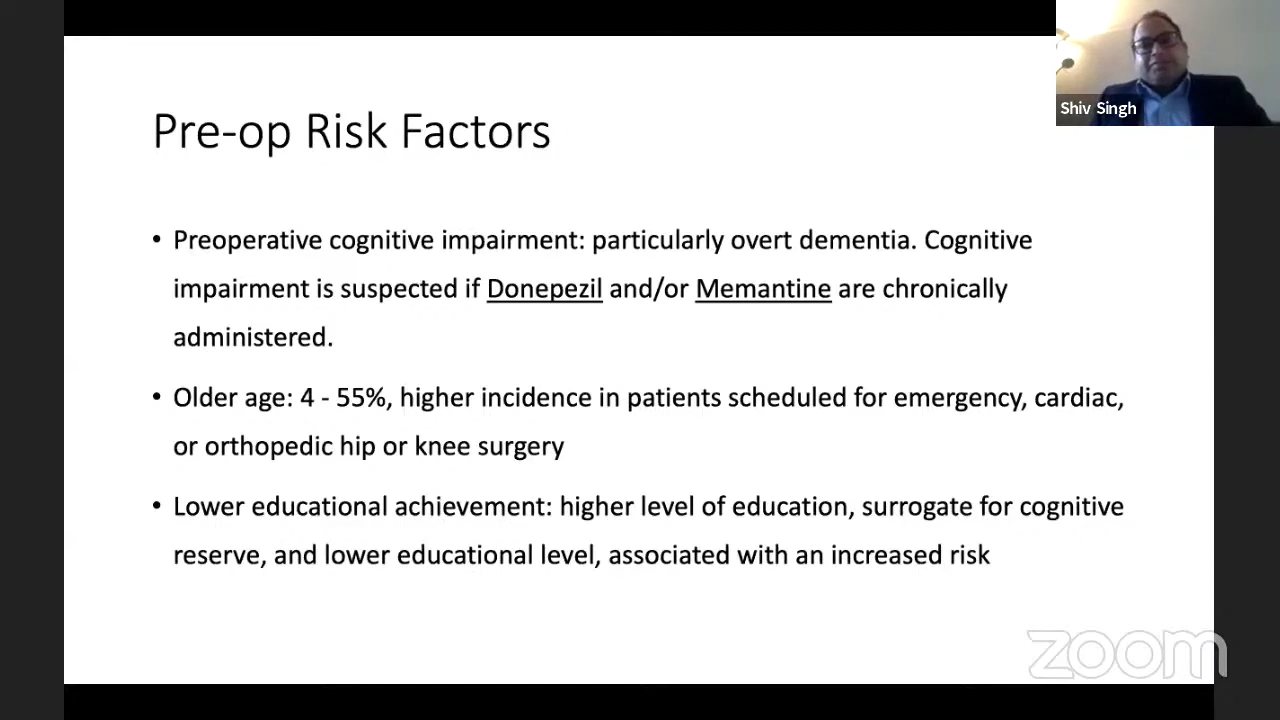 Shiv Singh
Pre-op Risk Factors
• Preoperative cognitive impairment: particularly overt dementia. Cognitive
impairment is suspected if Donepezil and/or Memantine are chronically
administered.
• Older age: 4 - 55%, higher incidence in patients scheduled for emergency, cardiac,
or orthopedic hip or knee surgery
• Lower educational achievement: higher level of education, surrogate for cognitive
reserve, and lower educational level, associated with an increased risk
zoom